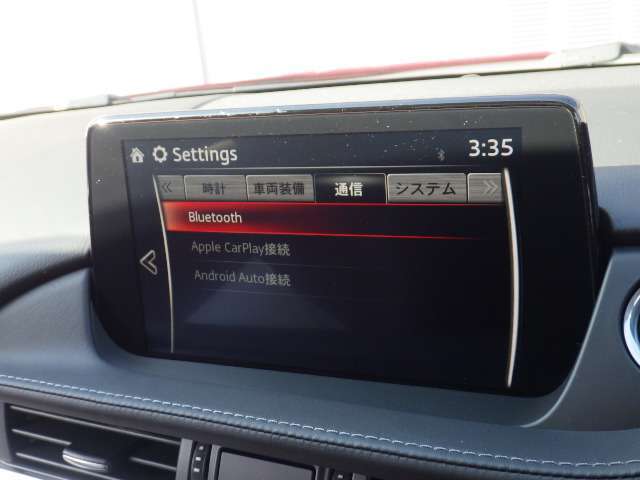 Settings 3:35
時計 車両装備 通信 システム
Bluetooth
Apple CarPlay接続
Android Auto接続